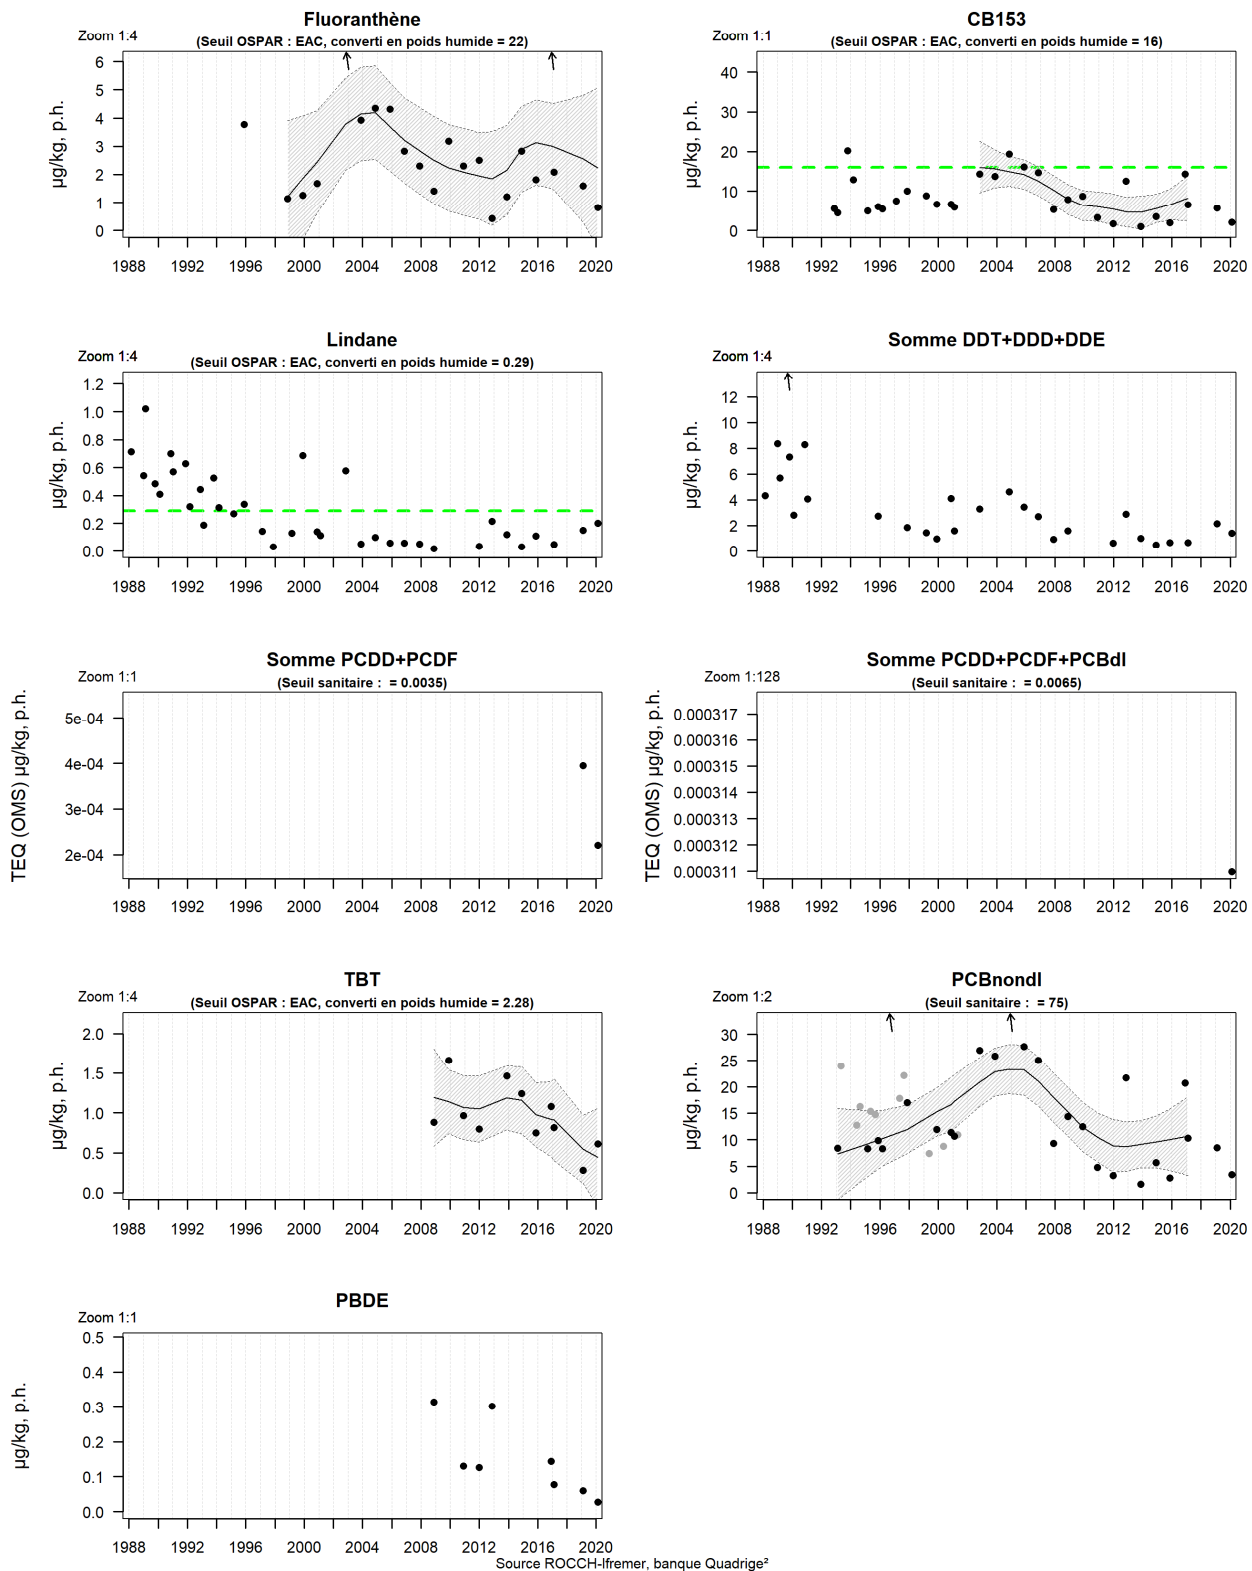 Fluoranthène
Zoom 1:4
(Seuil OSPAR : EAC, converti en poids humide = 22)
µg/kg, p.h.
6
5
4
3
2
1
0
1988 1992 1996 2000 2004 2008 2012 2016 2020
CB153
Zoom 1:1
(Seuil OSPAR : EAC, converti en poids humide = 16)
µg/kg, p.h.
40
30
20
10
0
1988 1992 1996 2000 2004 2008 2012 2016 2020
Lindane
Zoom 1:4
(Seuil OSPAR : EAC, converti en poids humide = 0.29)
µg/kg, p.h.
1.2
1.0
0.8
0.6
0.4
0.2
0.0
1988 1992 1996 2000 2004 2008 2012 2016 2020
Somme DDT+DDD+DDE
Zoom 1:4
µg/kg, p.h.
12
10
8
6
4
2
0
1988 1992 1996 2000 2004 2008 2012 2016 2020
Somme PCDD+PCDF
Zoom 1:1
(Seuil sanitaire : = 0.0035)
TEQ (OMS) µg/kg, p.h.
5e-04
4e-04
3e-04
2e-04
1988 1992 1996 2000 2004 2008 2012 2016 2020
Somme PCDD+PCDF+PCBdl
Zoom 1:128
(Seuil sanitaire : = 0.0065)
TEQ (OMS) µg/kg, p.h.
0.000317
0.000316
0.000315
0.000314
0.000313
0.000312
0.000311
1988 1992 1996 2000 2004 2008 2012 2016 2020
TBT
Zoom 1:4
(Seuil OSPAR : EAC, converti en poids humide = 2.28)
µg/kg, p.h.
2.0
1.5
1.0
0.5
0.0
1988 1992 1996 2000 2004 2008 2012 2016 2020
PCBnondl
Zoom 1:2
(Seuil sanitaire : = 75)
µg/kg, p.h.
30
25
20
15
10
5
0
1988 1992 1996 2000 2004 2008 2012 2016 2020
PBDE
Zoom 1:1
µg/kg, p.h.
0.5
0.4
0.3
0.2
0.1
0.0
1988 1992 1996 2000 2004 2008 2012 2016 2020
Source ROCCH-Ifremer, banque Quadrige²